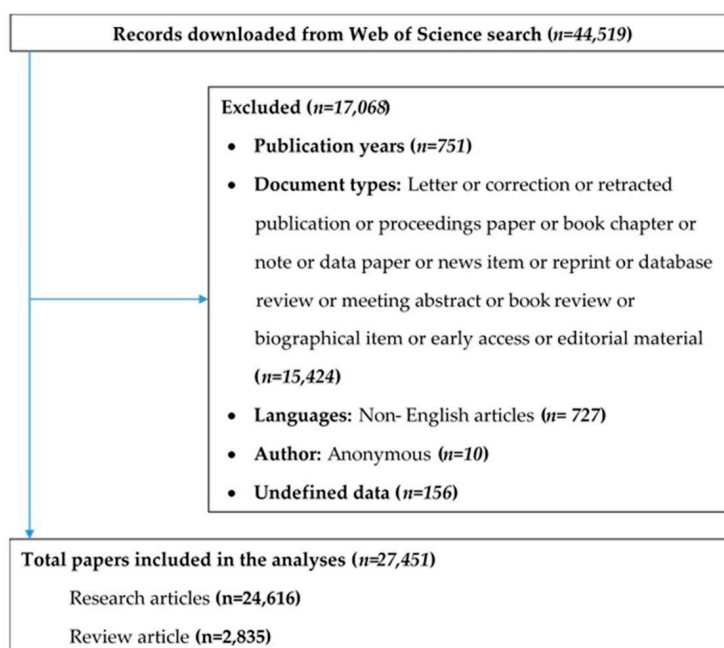 Records downloaded from Web of Science search (n=44,519)
Excluded (n=17,068)
• Publication years (n=751)
• Document types: Letter or correction or retracted
publication or proceedings paper or book chapter or
note or data paper or news item or reprint or database
review or meeting abstract or book review or
biographical item or early access or editorial material
(n=15,424)
• Languages: Non- English articles (n= 727)
• Author: Anonymous (n=10)
• Undefined data (n=156)
Total papers included in the analyses (n=27,451)
Research articles (n=24,616)
Review article (n=2,835)